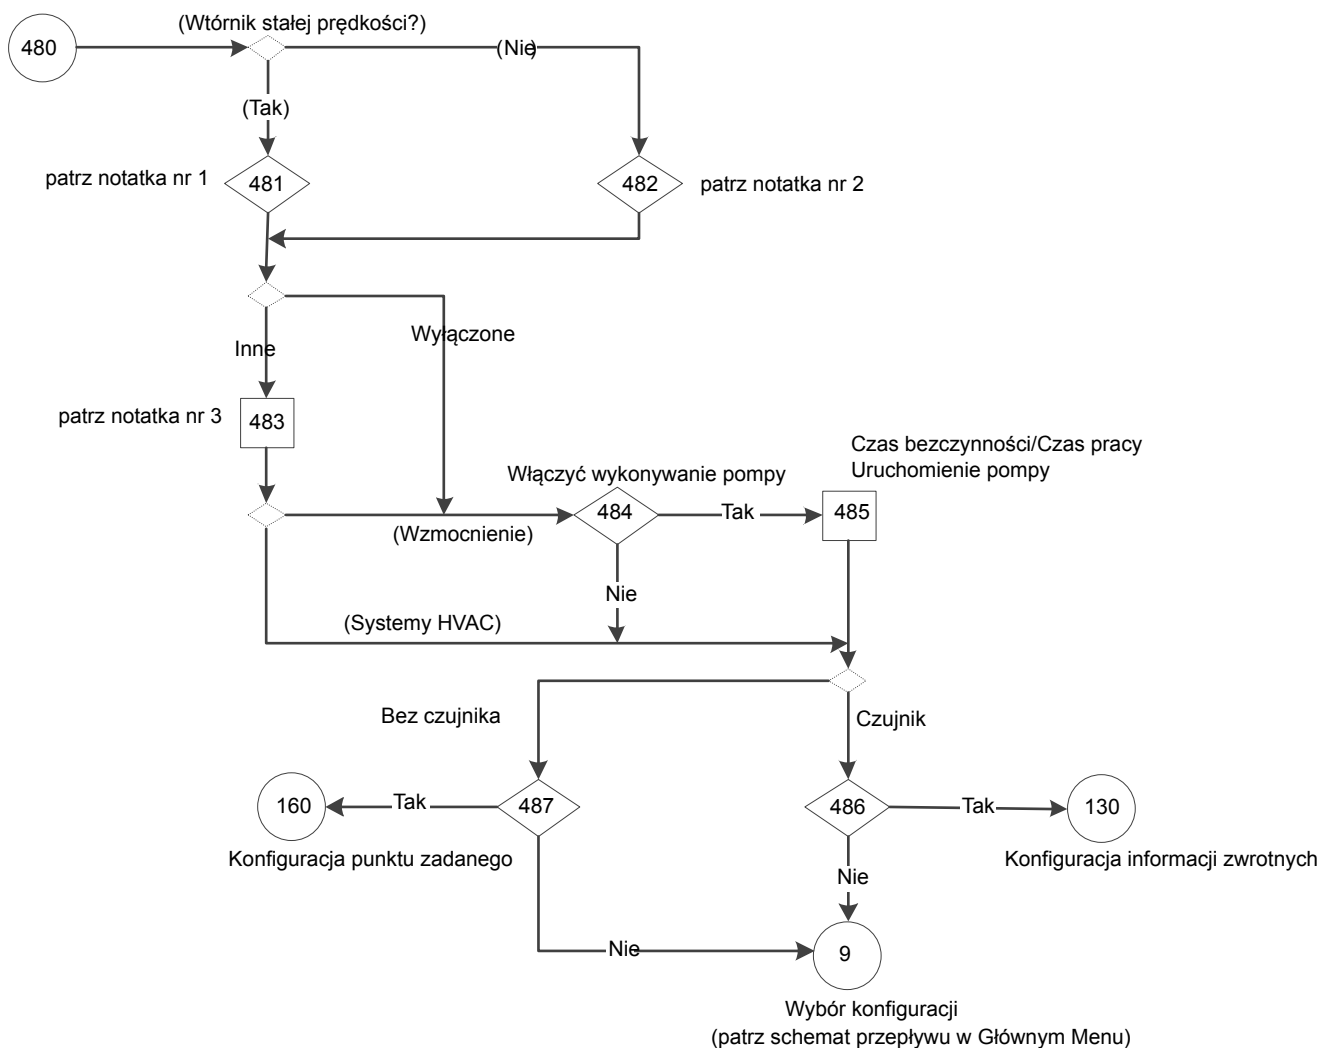 (Wtórnik stałej prędkości?)
480
(Nie)
(Tak)
patrz notatka nr 1
481
482
patrz notatka nr 2
Wyłączone
Inne
patrz notatka nr 3
483
Czas bezczynności/Czas pracy
Uruchomienie pompy
Włączyć wykonywanie pompy
484
Tak
485
(Wzmocnienie)
Nie
(Systemy HVAC)
Bez czujnika
Czujnik
160
Tak
487
486
Tak
130
Konfiguracja punktu zadanego
Konfiguracja informacji zwrotnych
Nie
Nie
9
Wybór konfiguracji
(patrz schemat przepływu w Głównym Menu)